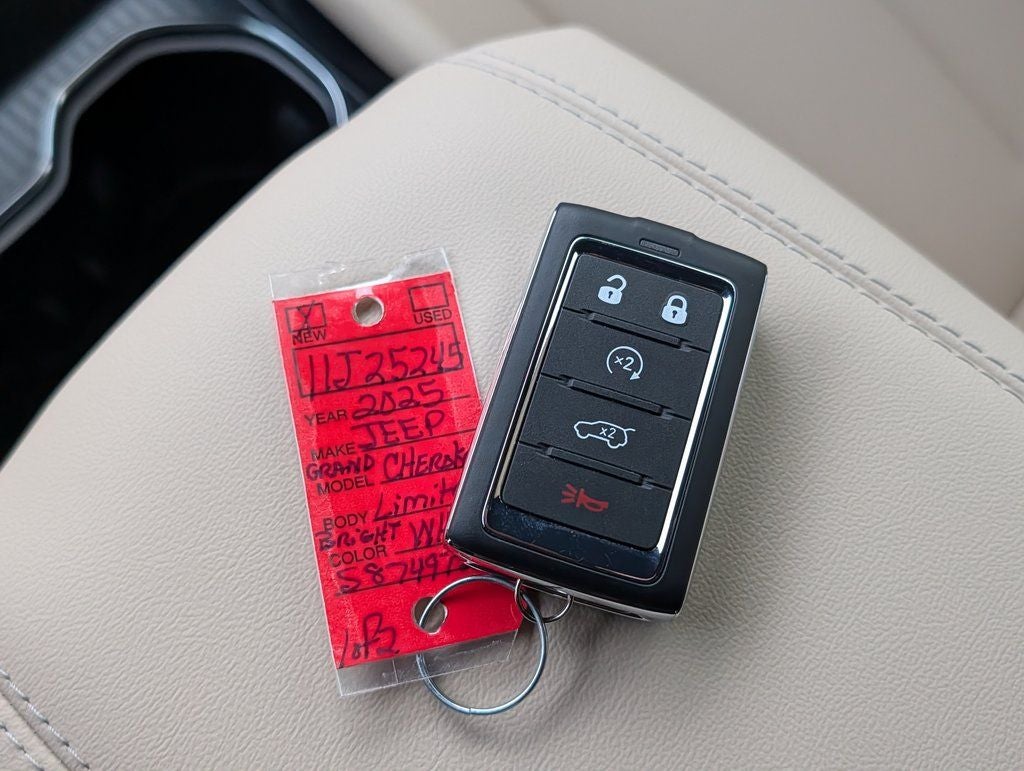 X
NEW USED
11J25245
YEAR 2025
MAKE JEEP
GRAND CHEROK
MODEL
BODY Limit
BRIGHT WH
COLOR
S87497
1 of 2
x2
x2